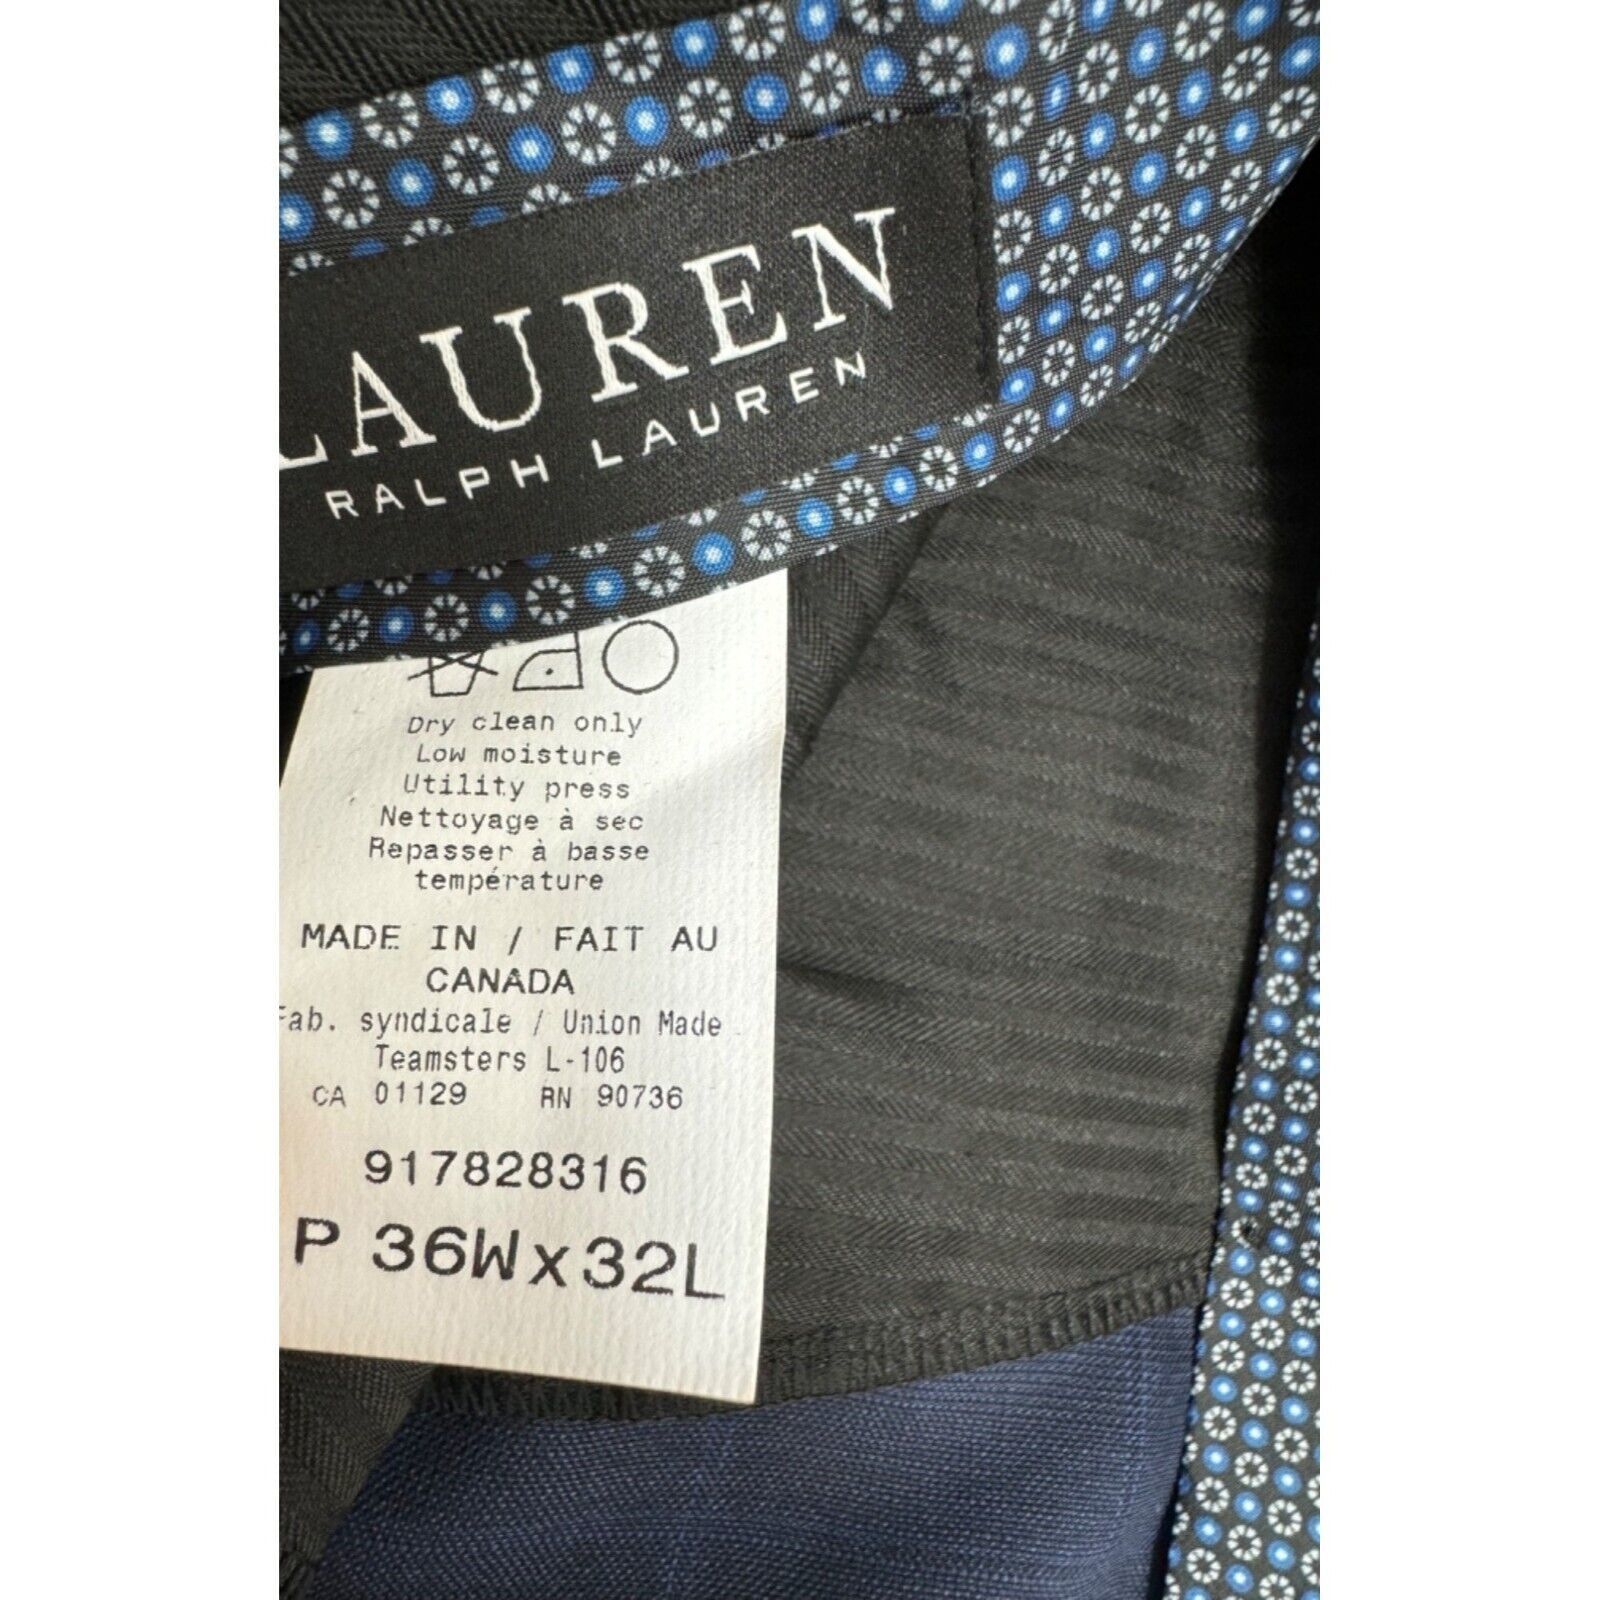 LAUREN
RALPH LAUREN
Dry clean only
Low moisture
Utility press
Nettoyage à sec
Repasser à basse
température
MADE IN / FAIT AU
CANADA
Fab. syndicale / Union Made
Teamsters L-106
CA 01129 RN 90736
917828316
P 36W x 32L